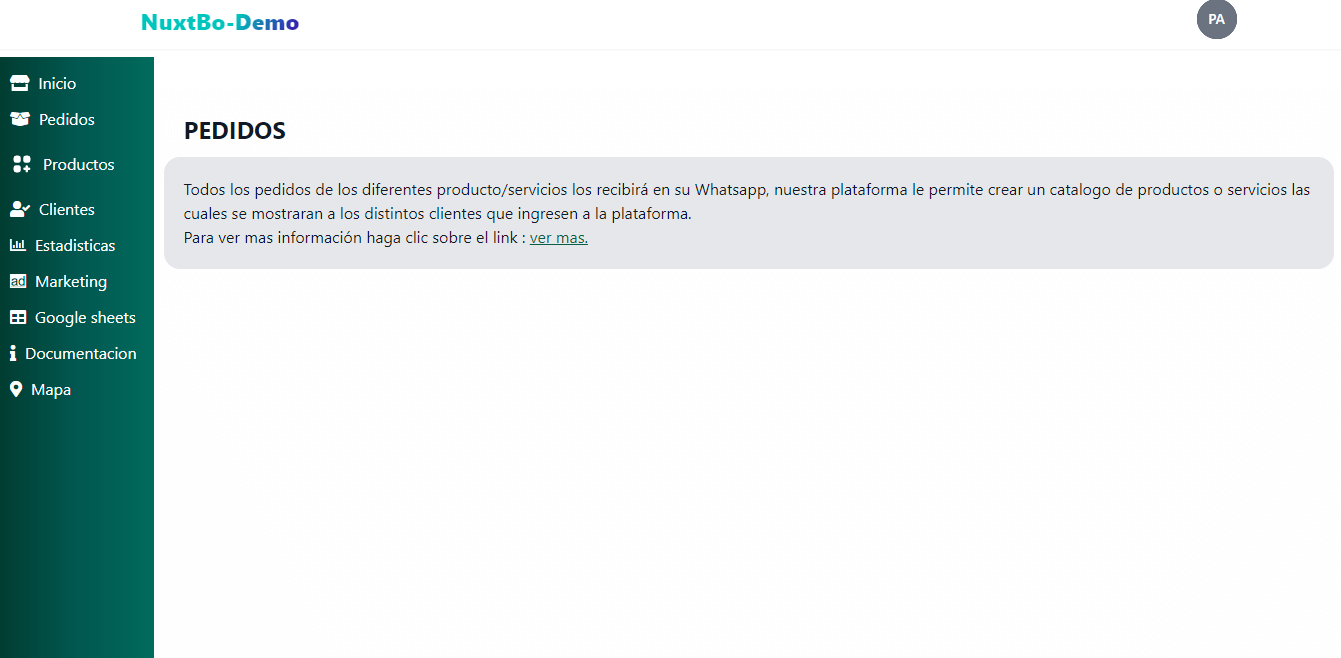 NuxtBo-Demo
PA
Inicio
Pedidos
Productos
Clientes
Estadisticas
ad Marketing
Google sheets
Documentacion
Mapa
PEDIDOS
Todos los pedidos de los diferentes producto/servicios los recibirá en su Whatsapp, nuestra plataforma le permite crear un catalogo de productos o servicios las
cuales se mostraran a los distintos clientes que ingresen a la plataforma.
Para ver mas información haga clic sobre el link : ver mas.